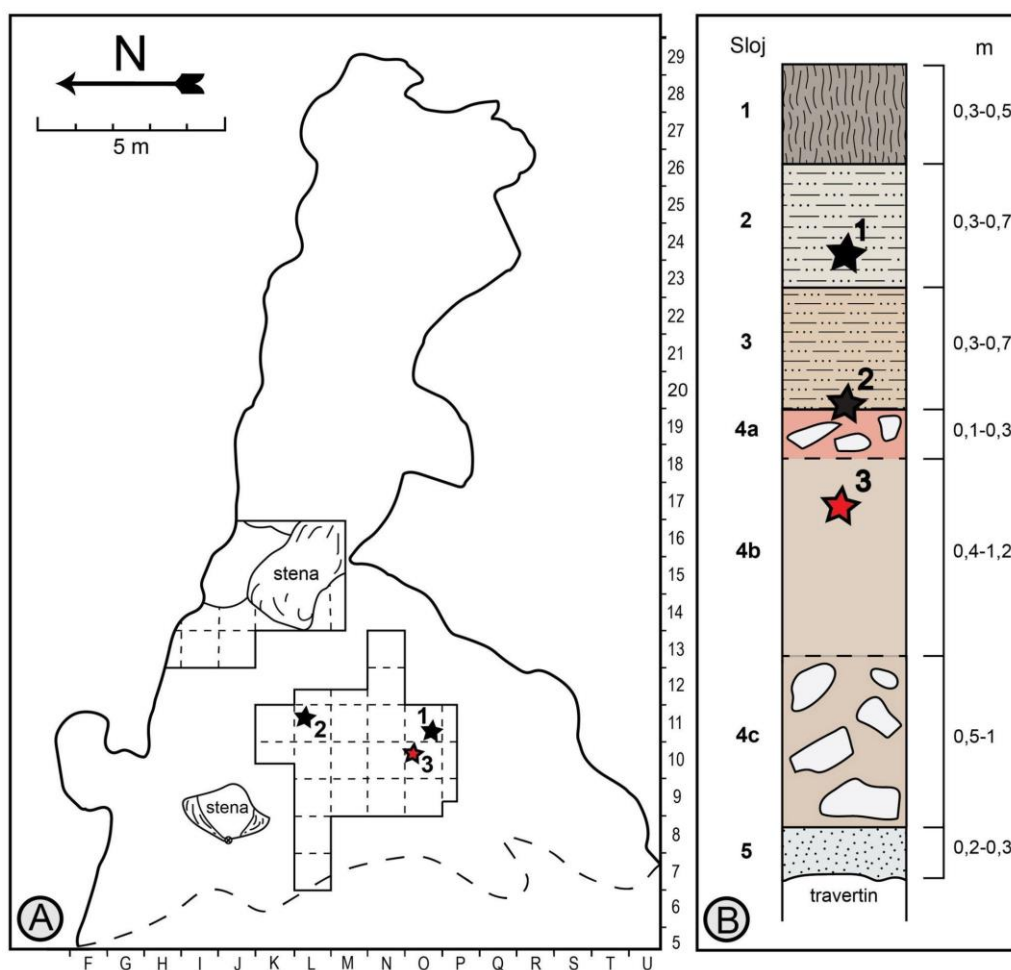 N
5 m
stena
stena
1
2
3
29
28
27
26
25
24
23
22
21
20
19
18
17
16
15
14
13
12
11
10
9
8
7
6
5
F G H I J K L M N O P Q R S T U
A
Sloj m
1 0,3-0,5
2 1 0,3-0,7
3 0,3-0,7
2
4a 0,1-0,3
3
4b 0,4-1,2
4c 0,5-1
5 0,2-0,3
travertin
B